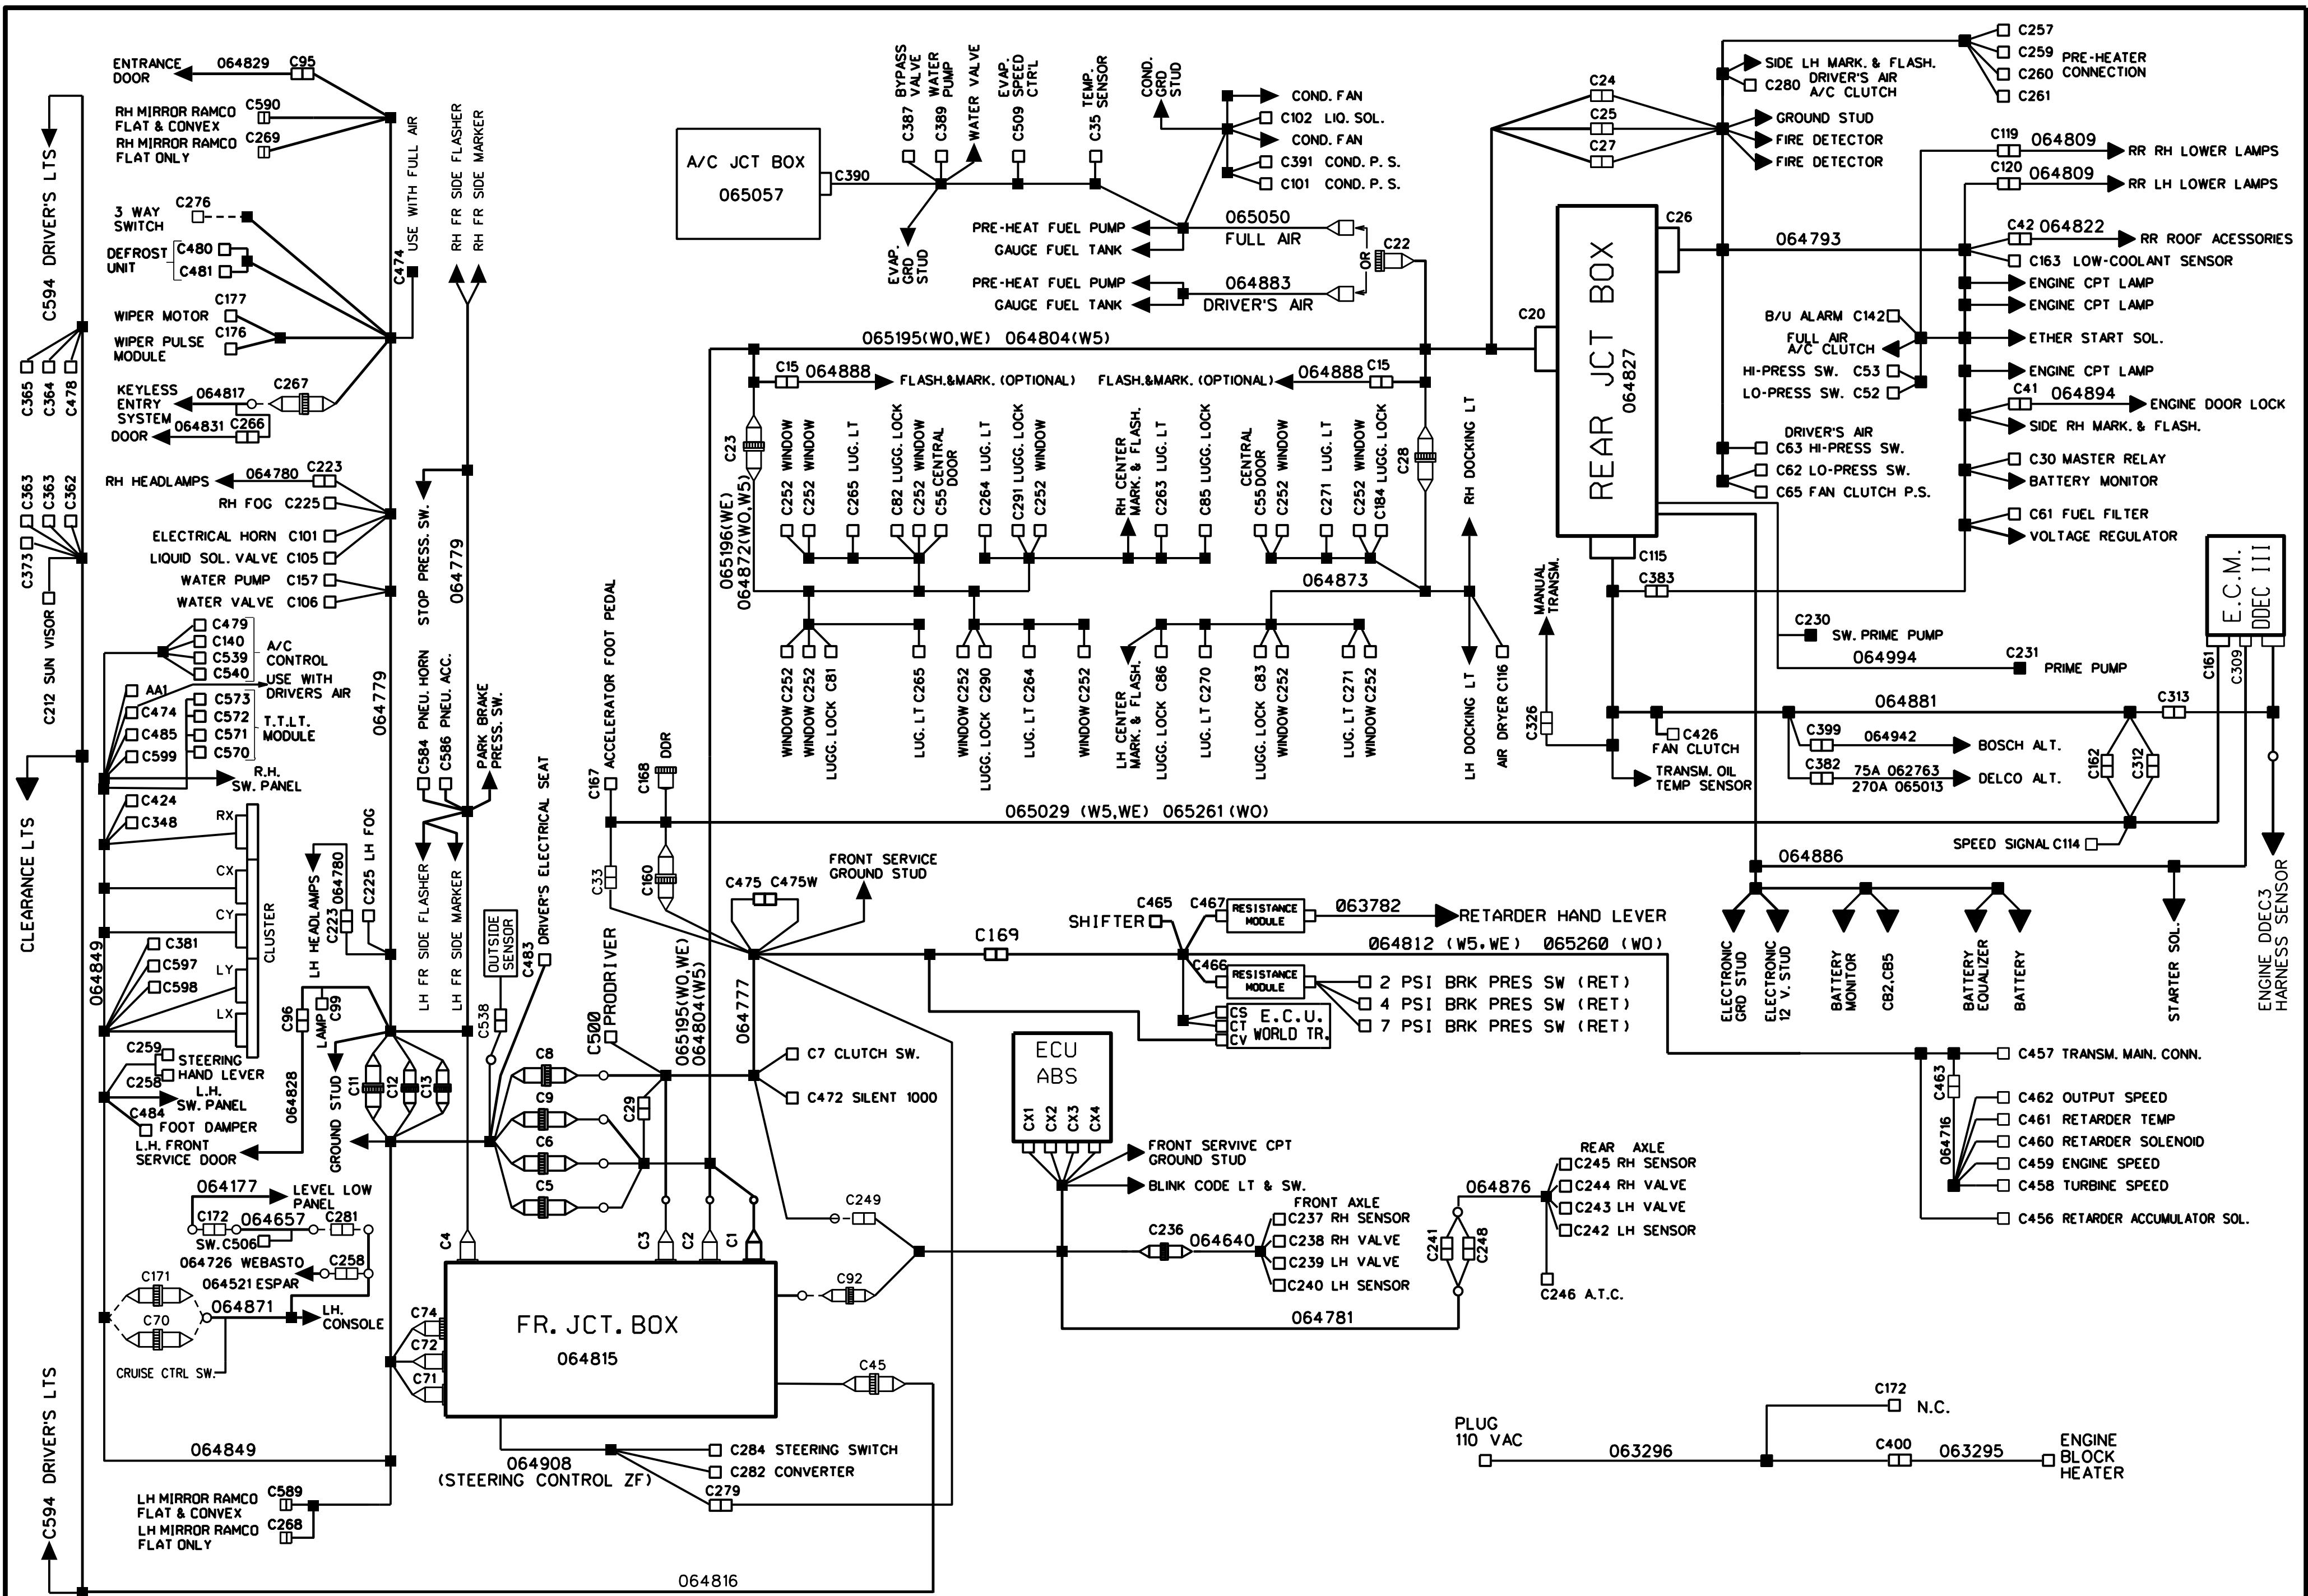 ENTRANCE
DOOR
064829
C95
RH MIRROR RAMCO
FLAT & CONVEX
C590
RH MIRROR RAMCO
FLAT ONLY
C269
3 WAY
SWITCH
C276
DEFROST
UNIT
C480
C481
C177
WIPER MOTOR
C176
WIPER PULSE
MODULE
KEYLESS
ENTRY
SYSTEM
064817
C267
DOOR
064831
C266
C594 DRIVER'S LTS
C365
C364
C478
C363
C363
C362
C373
C212 SUN VISOR
RH HEADLAMPS
064780
C223
RH FOG C225
ELECTRICAL HORN C101
LIQUID SOL. VALVE C105
WATER PUMP C157
WATER VALVE C106
C479
C140
C539
C540
A/C
CONTROL
USE WITH
DRIVERS AIR
AA1
C474
C485
C599
C573
C572
C571
C570
T.T.LT.
MODULE
R.H.
SW. PANEL
C424
C348
RX
CX
CY
LY
LX
CLUSTER
C381
C597
C598
CLEARANCE LTS
064849
C259
STEERING
HAND LEVER
C258
L.H.
SW. PANEL
C484
FOOT DAMPER
L.H. FRONT
SERVICE DOOR
064828
C96
LAMP
C99
LH HEADLAMPS
C223
064780
C225 LH FOG
GROUND STUD
C11
C12
C13
064177
LEVEL LOW
PANEL
C172
064657
C281
SW. C506
064726 WEBASTO
064521 ESPAR
C258
C171
C70
064871
LH.
CONSOLE
CRUISE CTRL SW.
064849
LH MIRROR RAMCO
FLAT & CONVEX
C589
LH MIRROR RAMCO
FLAT ONLY
C268
C594 DRIVER'S LTS
064816
C474
USE WITH FULL AIR
RH FR SIDE FLASHER
RH FR SIDE MARKER
STOP PRESS. SW.
064779
064779
C584 PNEU. HORN
C586 PNEU. ACC.
PARK BRAKE
PRESS. SW.
LH FR SIDE FLASHER
LH FR SIDE MARKER
OUTSIDE
SENSOR
C538
C483 DRIVER'S ELECTRICAL SEAT
C8
C9
C6
C5
C500 PRODRIVER
C29
065195(WO,WE)
064804(W5)
064777
C7 CLUTCH SW.
C472 SILENT 1000
C4
C3
C2
C1
FR. JCT. BOX
064815
C74
C72
C71
C249
C92
C45
064908
(STEERING CONTROL ZF)
C284 STEERING SWITCH
C282 CONVERTER
C279
A/C JCT BOX
065057
C390
C387
BYPASS
VALVE
C389
WATER
PUMP
WATER VALVE
C509
EVAP.
SPEED
CTR'L
C35
TEMP.
SENSOR
COND.
GRD
STUD
EVAP.
GRD
STUD
COND. FAN
C102 LIQ. SOL.
COND. FAN
C391 COND. P. S.
C101 COND. P. S.
PRE-HEAT FUEL PUMP
GAUGE FUEL TANK
065050
FULL AIR
PRE-HEAT FUEL PUMP
GAUGE FUEL TANK
064883
DRIVER'S AIR
OR
C22
065195(WO,WE) 064804(W5)
C15
064888
FLASH.&MARK. (OPTIONAL)
FLASH.&MARK. (OPTIONAL)
064888
C15
C23
065196(WE)
064872(WO,W5)
C252 WINDOW
C252 WINDOW
C265 LUG. LT
C82 LUGG. LOCK
C252 WINDOW
C55 CENTRAL
DOOR
C264 LUG. LT
C291 LUGG. LOCK
C252 WINDOW
RH CENTER
MARK. & FLASH.
C263 LUG. LT
C85 LUGG. LOCK
CENTRAL
C55 DOOR
C252 WINDOW
C271 LUG. LT
C252 WINDOW
C184 LUGG. LOCK
C28
RH DOCKING LT
064873
WINDOW C252
WINDOW C252
LUGG. LOCK C81
LUG. LT C265
WINDOW C252
LUGG. LOCK C290
LUG. LT C264
WINDOW C252
LH CENTER
MARK. & FLASH.
LUGG. LOCK C86
LUG. LT C270
LUGG. LOCK C83
WINDOW C252
LUG. LT C271
WINDOW C252
LH DOCKING LT
AIR DRYER C116
C167 ACCELERATOR FOOT PEDAL
C168 DDR
065029 (W5,WE) 065261 (WO)
C33
C160
C475 C475W
FRONT SERVICE
GROUND STUD
C169
SHIFTER
C465
C467
RESISTANCE
MODULE
063782
RETARDER HAND LEVER
064812 (W5,WE) 065260 (WO)
C466
RESISTANCE
MODULE
2 PSI BRK PRES SW (RET)
4 PSI BRK PRES SW (RET)
7 PSI BRK PRES SW (RET)
CS
CT
CV
E.C.U.
WORLD TR.
ECU
ABS
CX1
CX2
CX3
CX4
FRONT SERVIVE CPT
GROUND STUD
BLINK CODE LT & SW.
C236
064640
FRONT AXLE
C237 RH SENSOR
C238 RH VALVE
C239 LH VALVE
C240 LH SENSOR
064781
C241
C248
064876
REAR AXLE
C245 RH SENSOR
C244 RH VALVE
C243 LH VALVE
C242 LH SENSOR
C246 A.T.C.
C24
C25
C27
C20
REAR JCT BOX
064827
C26
C115
C383
SIDE LH MARK. & FLASH.
C280 DRIVER'S AIR
A/C CLUTCH
GROUND STUD
FIRE DETECTOR
FIRE DETECTOR
C257
C259
C260
C261
PRE-HEATER
CONNECTION
C119
064809
RR RH LOWER LAMPS
C120
064809
RR LH LOWER LAMPS
064793
C42
064822
RR ROOF ACESSORIES
C163 LOW-COOLANT SENSOR
ENGINE CPT LAMP
ENGINE CPT LAMP
B/U ALARM C142
FULL AIR
A/C CLUTCH
ETHER START SOL.
HI-PRESS SW. C53
LO-PRESS SW. C52
ENGINE CPT LAMP
C41
064894
ENGINE DOOR LOCK
SIDE RH MARK. & FLASH.
DRIVER'S AIR
C63 HI-PRESS SW.
C62 LO-PRESS SW.
C65 FAN CLUTCH P.S.
C30 MASTER RELAY
BATTERY MONITOR
C61 FUEL FILTER
VOLTAGE REGULATOR
E.C.M.
DDEC III
C161
C309
MANUAL
TRANSM.
C326
C230
SW. PRIME PUMP
064994
C231
PRIME PUMP
064881
C313
C426
FAN CLUTCH
TRANSM. OIL
TEMP SENSOR
C399
064942
BOSCH ALT.
C382
75A 062763
270A 065013
DELCO ALT.
C162
C312
SPEED SIGNAL C114
064886
ELECTRONIC
GRD STUD
ELECTRONIC
12 V. STUD
BATTERY
MONITOR
CB2.CB5
BATTERY
EQUALIZER
BATTERY
STARTER SOL.
ENGINE DDEC3
HARNESS SENSOR
C457 TRANSM. MAIN. CONN.
C463
064716
C462 OUTPUT SPEED
C461 RETARDER TEMP
C460 RETARDER SOLENOID
C459 ENGINE SPEED
C458 TURBINE SPEED
C456 RETARDER ACCUMULATOR SOL.
PLUG
110 VAC
063296
C172
N.C.
C400
063295
ENGINE
BLOCK
HEATER